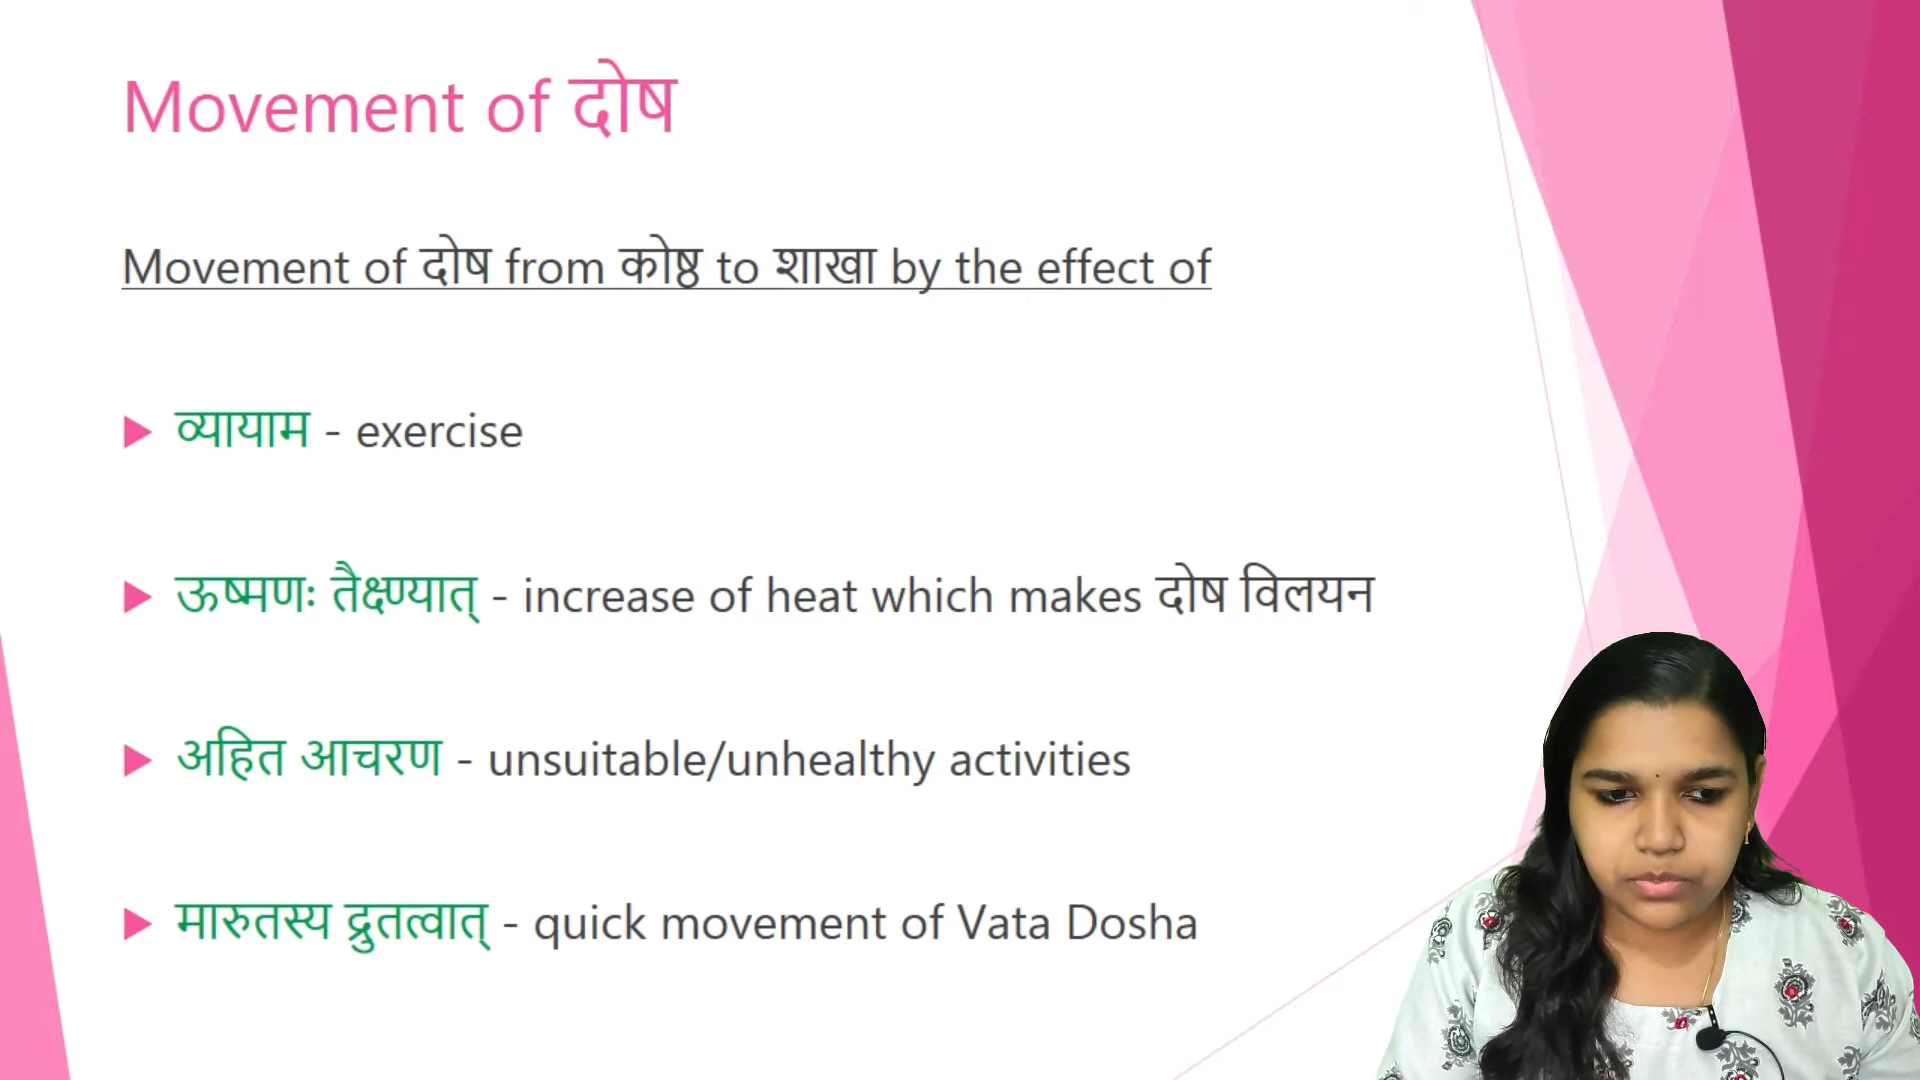 Movement of दोष
Movement of दोष from कोष्ठ to शाखा by the effect of
व्यायाम - exercise
ऊष्मणः तैक्ष्ण्यात् - increase of heat which makes दोष विलयन
अहित आचरण - unsuitable/unhealthy activities
मारुतस्य द्रुतत्वात् - quick movement of Vata Dosha